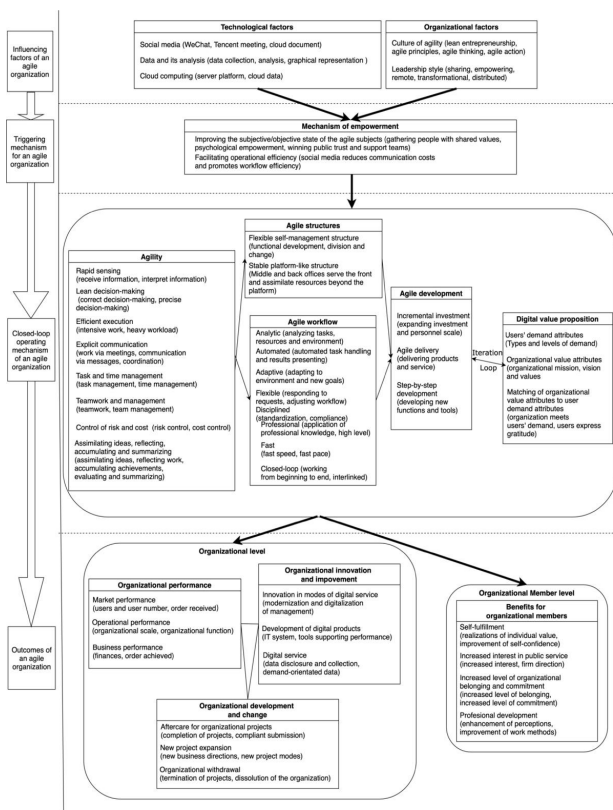 Technological factors
Social media (WeChat, Tencent meeting, cloud document)
Data and its analysis (data collection, analysis, graphical representation )
Cloud computing (server platform, cloud data)
Organizational factors
Culture of agility (lean entrepreneurship,
agile principles, agile thinking, agile action)
Leadership style (sharing, empowering,
remote, transformational, distributed)
Influencing
factors of an
agile
organization
Triggering
mechanism
for an agile
organization
Mechanism of empowerment
Improving the subjective/objective state of the agile subjects (gathering people with shared values,
psychological empowerment, winning public trust and support teams)
Facilitating operational efficiency (social media reduces communication costs
and promotes workflow efficiency)
Closed-loop
operating
mechanism
of an agile
organization
Agility
Rapid sensing
(receive information, interpret information)
Lean decision-making
(correct decision-making, precise
decision-making)
Efficient execution
(intensive work, heavy workload)
Explicit communication
(work via meetings, communication
via messages, coordination)
Task and time management
(task management, time management)
Teamwork and management
(teamwork, team management)
Control of risk and cost (risk control, cost control)
Assimilating ideas, reflecting,
accumulating and summarizing
(assimilating ideas, reflecting work,
accumulating achievements,
evaluating and summarizing)
Agile structures
Flexible self-management structure
(functional development, division and
change)
Stable platform-like structure
(Middle and back offices serve the front
and assimilate resources beyond the
platform)
Agile workflow
Analytic (analyzing tasks,
resources and environment)
Automated (automated task handling
and results presenting)
Adaptive (adapting to
environment and new goals)
Flexible (responding to
requests, adjusting workflow)
Disciplined
(standardization, compliance)
Professional (application of
professional knowledge, high level)
Fast
(fast speed, fast pace)
Closed-loop (working
from beginning to end, interlinked)
Agile development
Incremental investment
(expanding investment
and personnel scale)
Agile delivery
(delivering products
and service)
Step-by-step
development
(developing new
functions and tools)
Iteration
Loop
Digital value proposition
Users' demand attributes
(Types and levels of demand)
Organizational value attributes
(organizational mission, vision
and values
Matching of organizational
value attributes to user
demand attributes
(organization meets
users' demand, users express
gratitude)
Outcomes of
an agile
organization
Organizational level
Organizational performance
Market performance
(users and user number, order received)
Operational performance
(organizational scale, organizational function)
Business performance
(finances, order achieved)
Organizational innovation
and impovement
Innovation in modes of digital service
(modernization and digitalization
of management)
Development of digital products
(IT system, tools supporting performance)
Digital service
(data disclosure and collection,
demand-orientated data)
Organizational development
and change
Aftercare for organizational projects
(completion of projects, compliant submission)
New project expansion
(new business directions, new project modes)
Organizational withdrawal
(termination of projects, dissolution of the organization)
Organizational Member level
Benefits for
organizational members
Self-fulfillment
(realizations of individual value,
improvement of self-confidence)
Increased interest in public service
(increased interest, firm direction)
Increased level of organizational
belonging and commitment
(increased level of belonging,
increased level of commitment)
Profesional development
(enhancement of perceptions,
improvement of work methods)